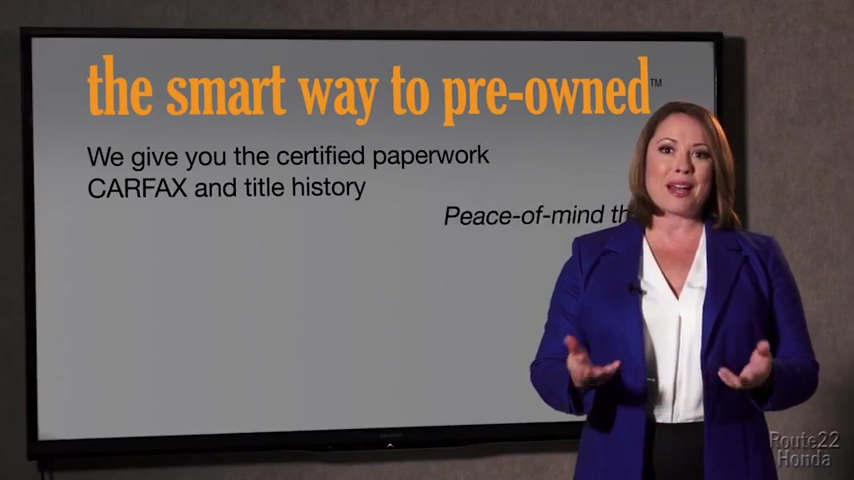 the smart way to pre-owned™
We give you the certified paperwork
CARFAX and title history
Peace-of-mind
Route22
Honda